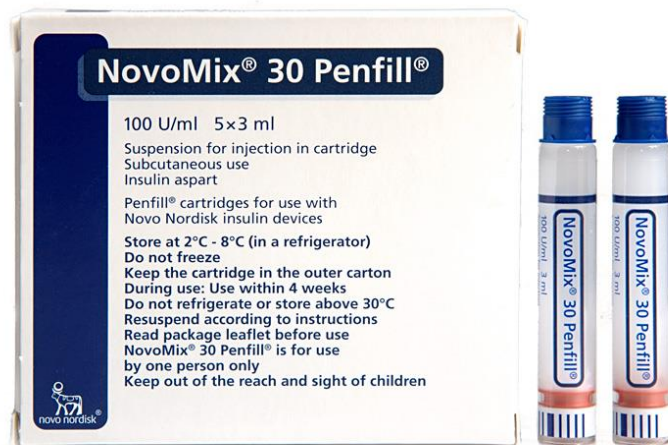 NovoMix® 30 Penfill®
100 U/ml 5×3 ml
Suspension for injection in cartridge
Subcutaneous use
Insulin aspart
Penfill® cartridges for use with
Novo Nordisk insulin devices
Store at 2°C - 8°C (in a refrigerator)
Do not freeze
Keep the cartridge in the outer carton
During use: Use within 4 weeks
Do not refrigerate or store above 30°C
Resuspend according to instructions
Read package leaflet before use
NovoMix® 30 Penfill® is for use
by one person only
Keep out of the reach and sight of children
novo nordisk®
NovoMix® 30 Penfill®
100 U/ml 3 ml
NovoMix® 30 Penfill®
100 U/ml 3 ml